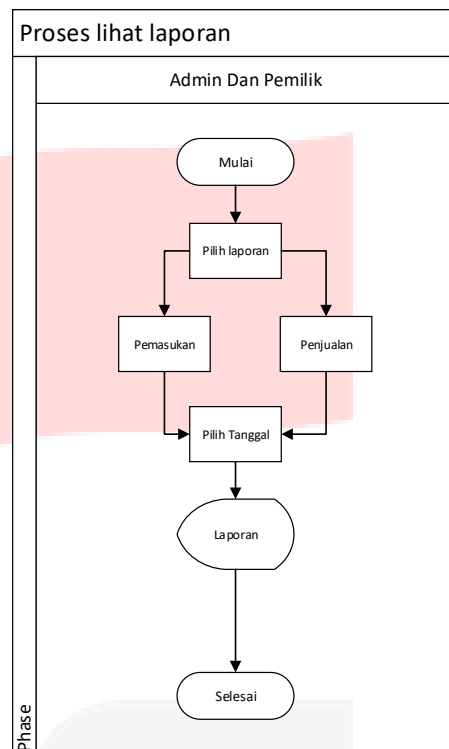 Proses lihat laporan
Admin Dan Pemilik
Mulai
Pilih laporan
Pemasukan
Penjualan
Pilih Tanggal
Laporan
Selesai
Phase